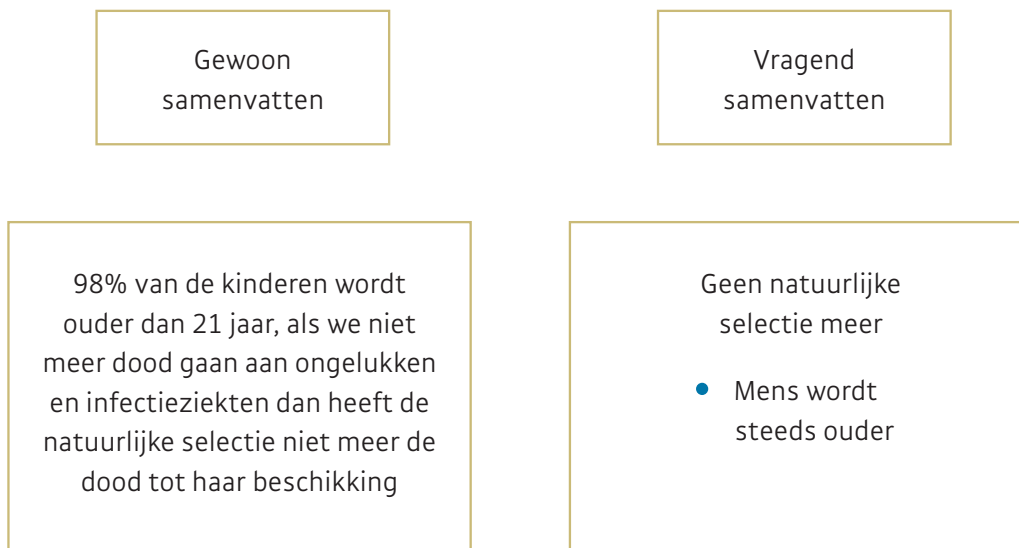 Gewoon
samenvatten
Vragend
samenvatten
98% van de kinderen wordt
ouder dan 21 jaar, als we niet
meer dood gaan aan ongelukken
en infectieziekten dan heeft de
natuurlijke selectie niet meer de
dood tot haar beschikking
Geen natuurlijke
selectie meer
• Mens wordt
steeds ouder